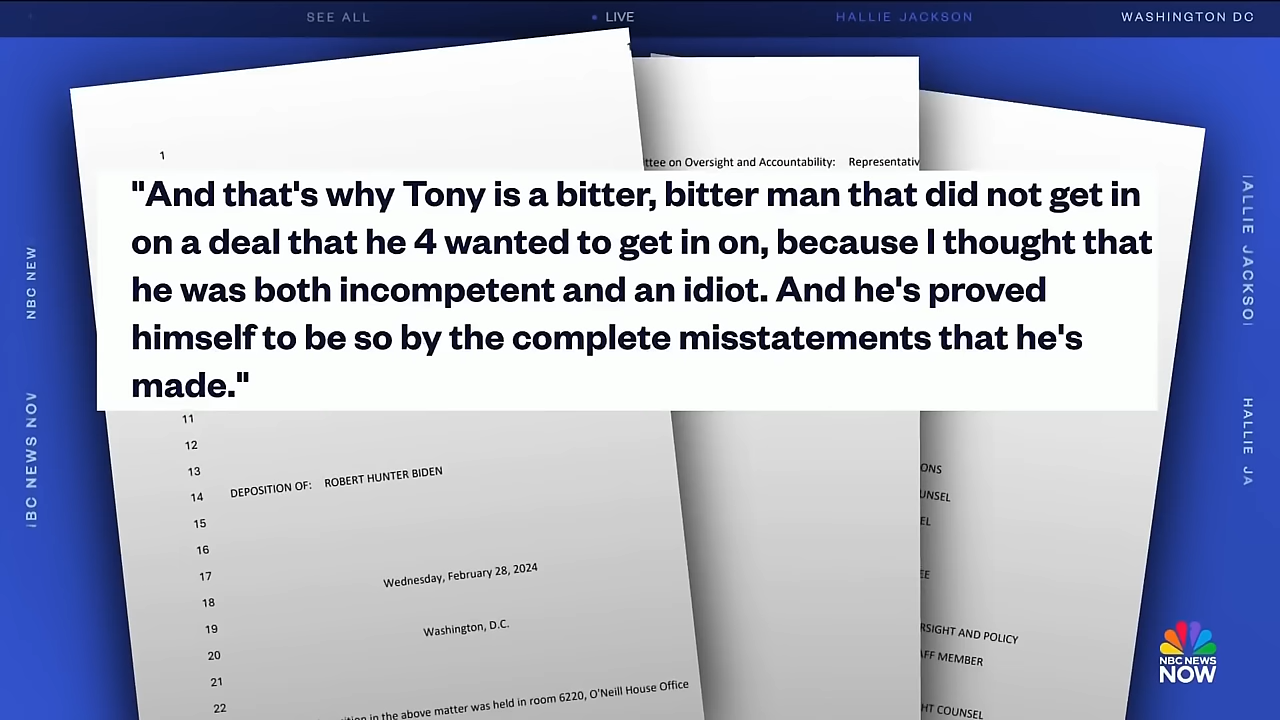 SEE ALL
LIVE
HALLIE JACKSON
WASHINGTON DC
1
ttee on Oversight and Accountability: Representativ
"And that's why Tony is a bitter, bitter man that did not get in
on a deal that he 4 wanted to get in on, because I thought that
he was both incompetent and an idiot. And he's proved
himself to be so by the complete misstatements that he's
made."
11
12
13
14 DEPOSITION OF: ROBERT HUNTER BIDEN
15
16
17 Wednesday, February 28, 2024
18
19 Washington, D.C.
20
21
22 ition in the above matter was held in room 6220, O'Neill House Office
ONS
UNSEL
EL
EE
RSIGHT AND POLICY
AFF MEMBER
HT COUNSEL
NBC NEW
BC NEWS NOV
ALLIE JACKSO
HALLIE JA
NBC NEWS
NOW